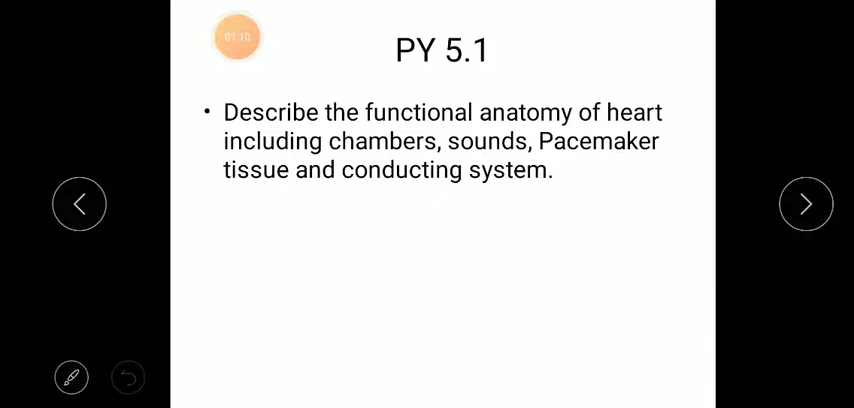 01:10
PY 5.1
• Describe the functional anatomy of heart
including chambers, sounds, Pacemaker
tissue and conducting system.